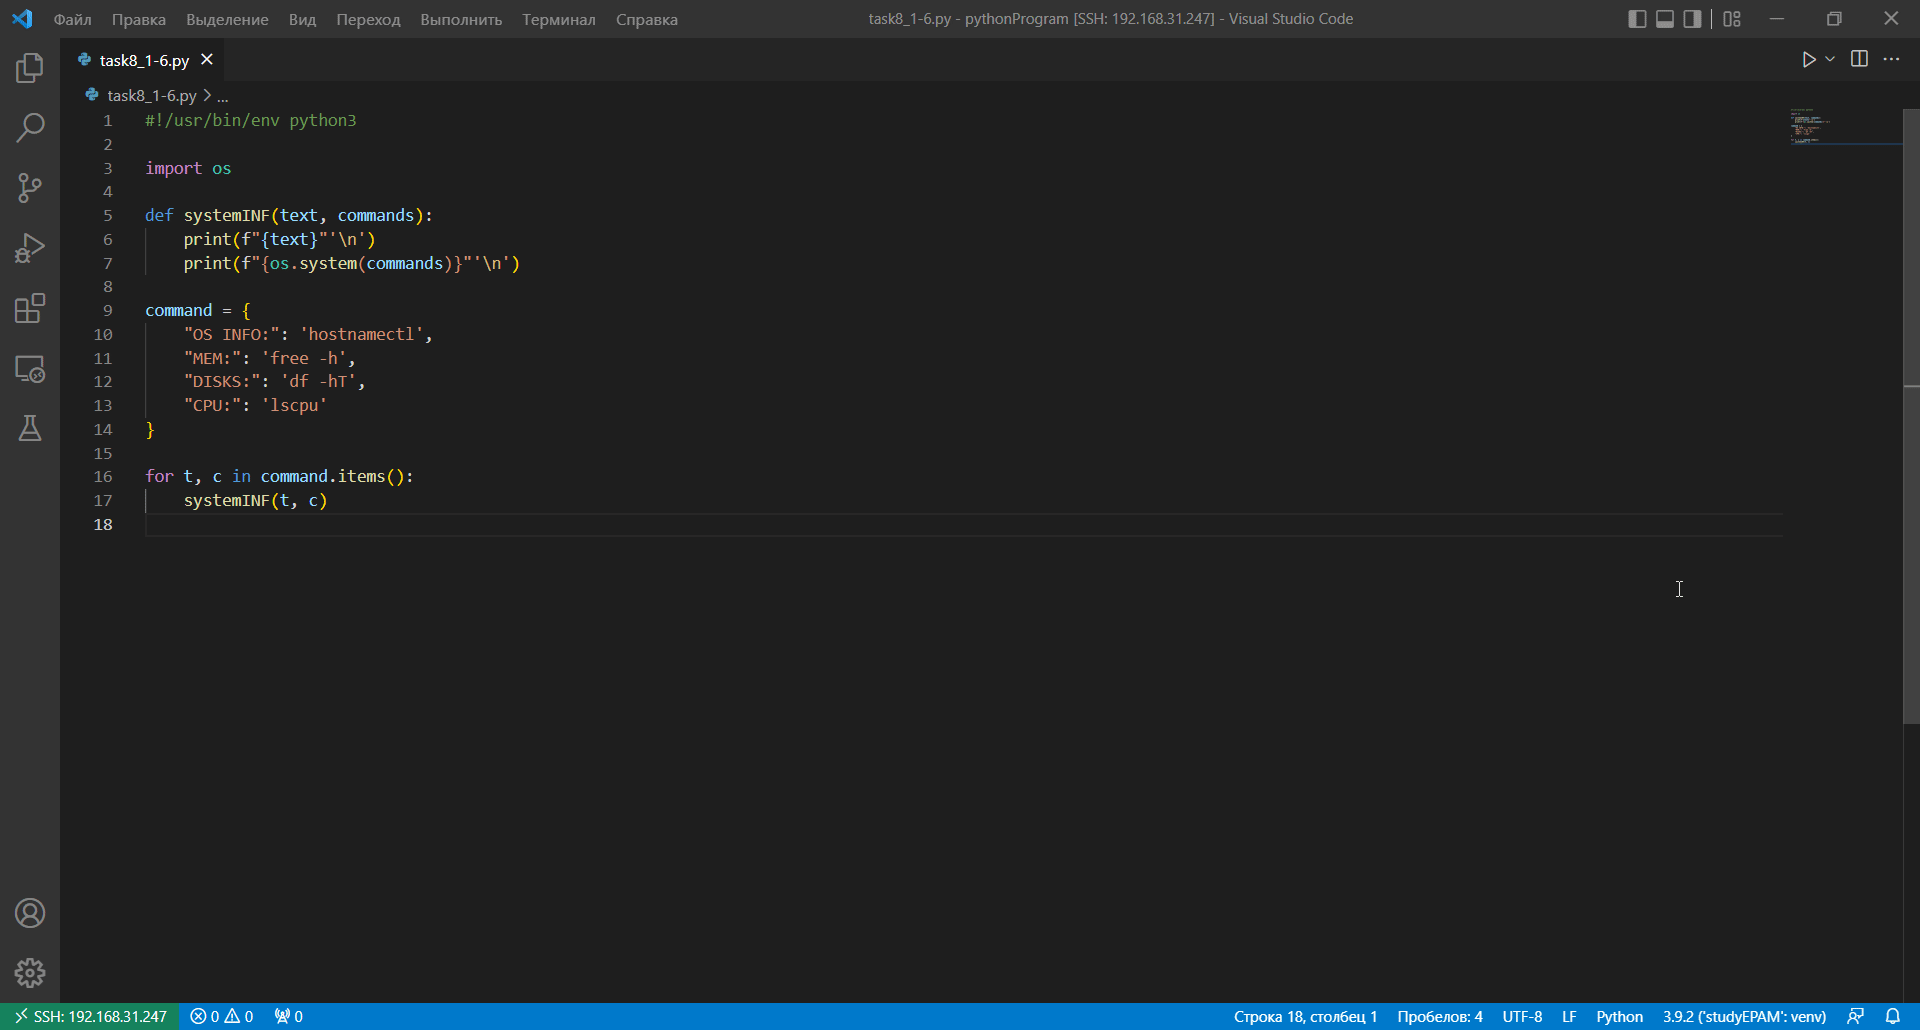 Файл Правка Выделение Вид Переход Выполнить Терминал Справка task8_1-6.py - pythonProgram [SSH: 192.168.31.247] - Visual Studio Code
task8_1-6.py
task8_1-6.py > ...
1 #!/usr/bin/env python3
2
3 import os
4
5 def systemINF(text, commands):
6     print(f"{text}"'\n')
7     print(f"{os.system(commands)}"'\n')
8
9 command = {
10     "OS INFO:": 'hostnamectl',
11     "MEM:": 'free -h',
12     "DISKS:": 'df -hT',
13     "CPU:": 'lscpu'
14 }
15
16 for t, c in command.items():
17     systemINF(t, c)
18
SSH: 192.168.31.247 0 0 0 Строка 18, столбец 1 Пробелов: 4 UTF-8 LF Python 3.9.2 ('studyEPAM': venv)